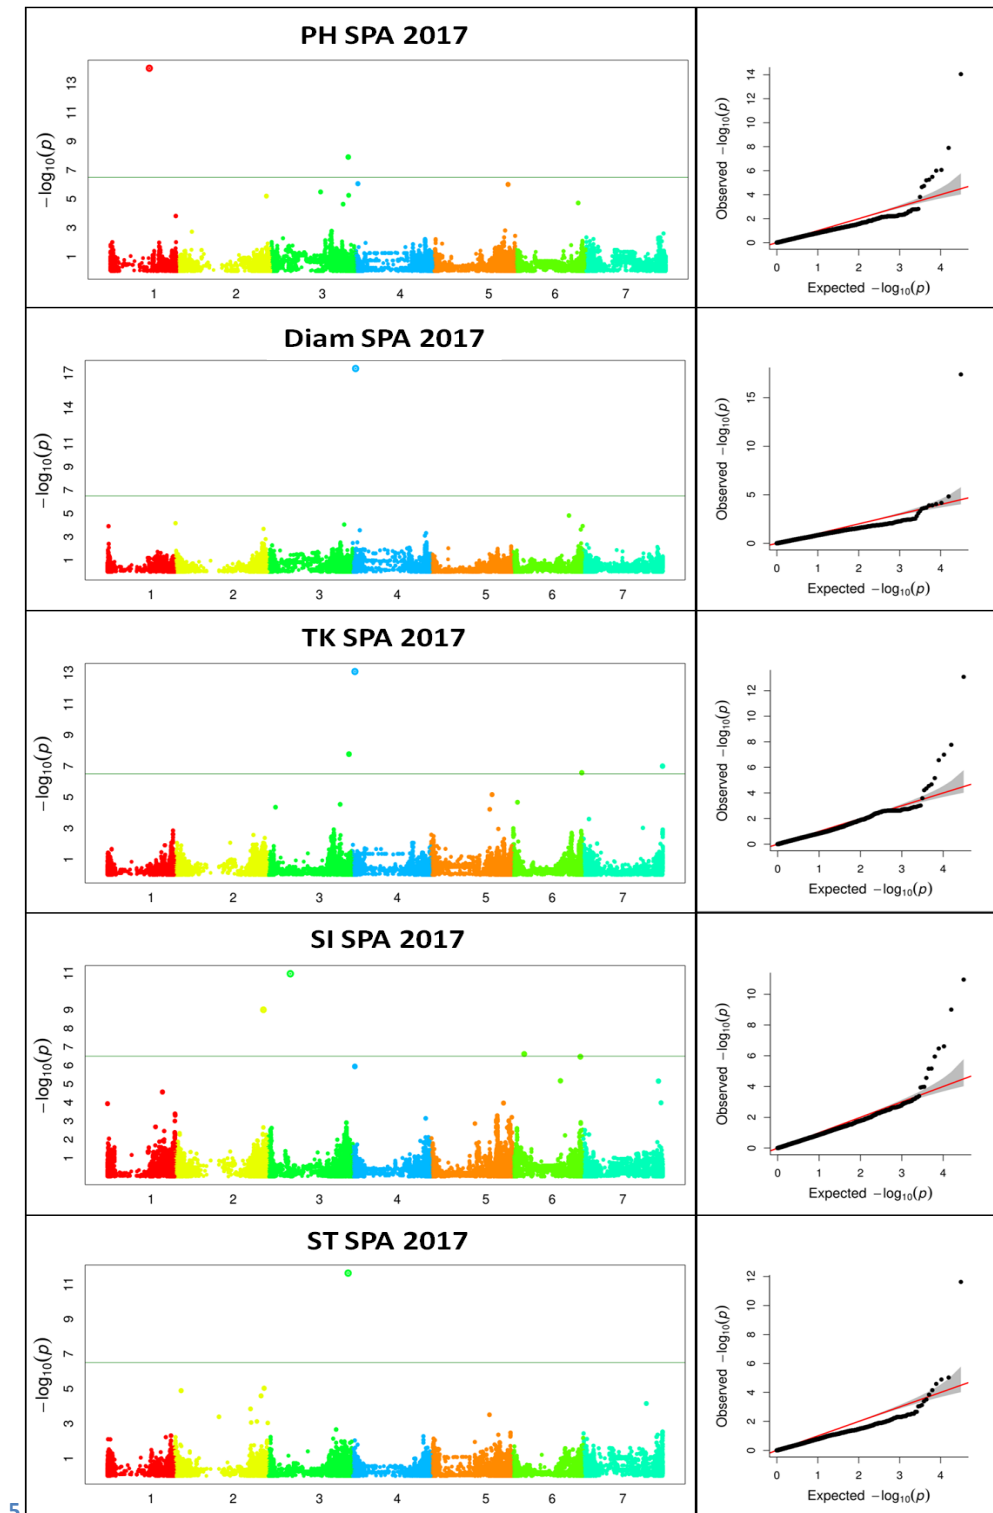 PH SPA 2017
−log10(p)
13
11
9
7
5
3
1
1 2 3 4 5 6 7
Observed −log10(p)
14
12
10
8
6
4
2
0
0 1 2 3 4
Expected −log10(p)
Diam SPA 2017
−log10(p)
17
14
11
9
7
5
3
1
1 2 3 4 5 6 7
Observed −log10(p)
15
10
5
0
0 1 2 3 4
Expected −log10(p)
TK SPA 2017
−log10(p)
13
11
9
7
5
3
1
1 2 3 4 5 6 7
Observed −log10(p)
12
10
8
6
4
2
0
0 1 2 3 4
Expected −log10(p)
SI SPA 2017
−log10(p)
11
9
8
7
6
5
4
3
2
1
1 2 3 4 5 6 7
Observed −log10(p)
10
8
6
4
2
0
0 1 2 3 4
Expected −log10(p)
ST SPA 2017
−log10(p)
11
9
7
5
3
1
1 2 3 4 5 6 7
Observed −log10(p)
12
10
8
6
4
2
0
0 1 2 3 4
Expected −log10(p)
5